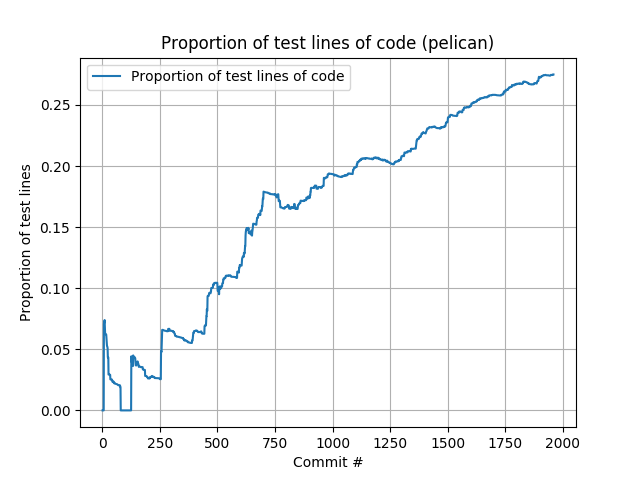 Proportion of test lines of code (pelican)
Proportion of test lines of code
Proportion of test lines
0.25
0.20
0.15
0.10
0.05
0.00
0 250 500 750 1000 1250 1500 1750 2000
Commit #